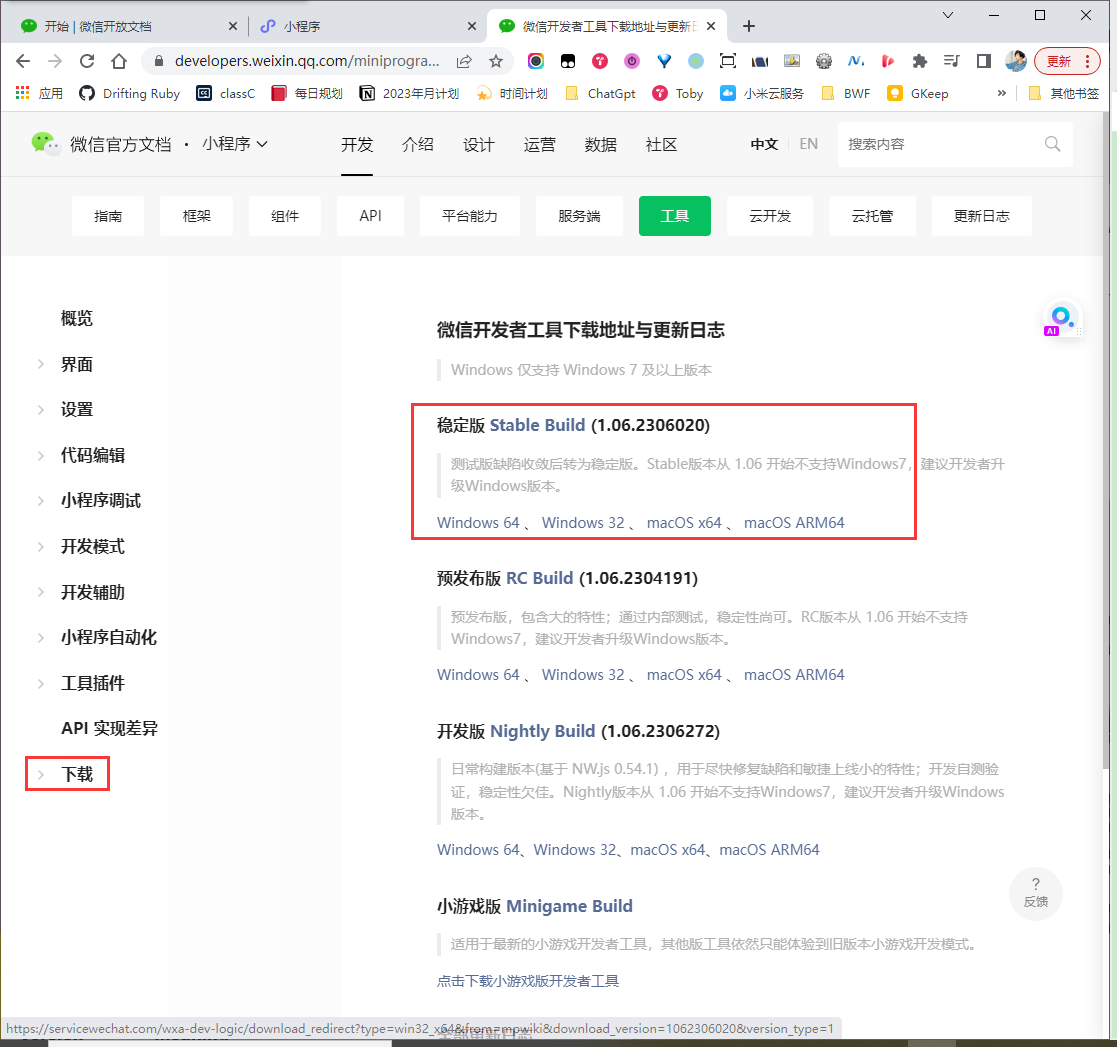 开始 | 微信开放文档
小程序
微信开发者工具下载地址与更新日
developers.weixin.qq.com/miniprogra...
更新
应用
Drifting Ruby
classC
每日规划
2023年月计划
时间计划
ChatGpt
Toby
小米云服务
BWF
GKeep
»
其他书签
微信官方文档 · 小程序
开发
介绍
设计
运营
数据
社区
中文
EN
搜索内容
指南
框架
组件
API
平台能力
服务端
工具
云开发
云托管
更新日志
概览
界面
设置
代码编辑
小程序调试
开发模式
开发辅助
小程序自动化
工具插件
API 实现差异
下载
微信开发者工具下载地址与更新日志
Windows 仅支持 Windows 7 及以上版本
稳定版 Stable Build (1.06.2306020)
测试版缺陷收敛后转为稳定版。Stable版本从 1.06 开始不支持Windows7，建议开发者升
级Windows版本。
Windows 64 、 Windows 32 、 macOS x64 、 macOS ARM64
预发布版 RC Build (1.06.2304191)
预发布版，包含大的特性；通过内部测试，稳定性尚可。RC版本从 1.06 开始不支持
Windows7，建议开发者升级Windows版本。
Windows 64 、 Windows 32 、 macOS x64 、 macOS ARM64
开发版 Nightly Build (1.06.2306272)
日常构建版本(基于 NW.js 0.54.1) ，用于尽快修复缺陷和敏捷上线小的特性；开发自测验
证，稳定性欠佳。Nightly版本从 1.06 开始不支持Windows7，建议开发者升级Windows
版本。
Windows 64、Windows 32、macOS x64、macOS ARM64
小游戏版 Minigame Build
适用于最新的小游戏开发者工具，其他版工具依然只能体验到旧版本小游戏开发模式。
点击下载小游戏版开发者工具
AI
?
反馈
全部更新日志
https://servicewechat.com/wxa-dev-logic/download_redirect?type=win32_x64&from=mpwiki&download_version=1062306020&version_type=1